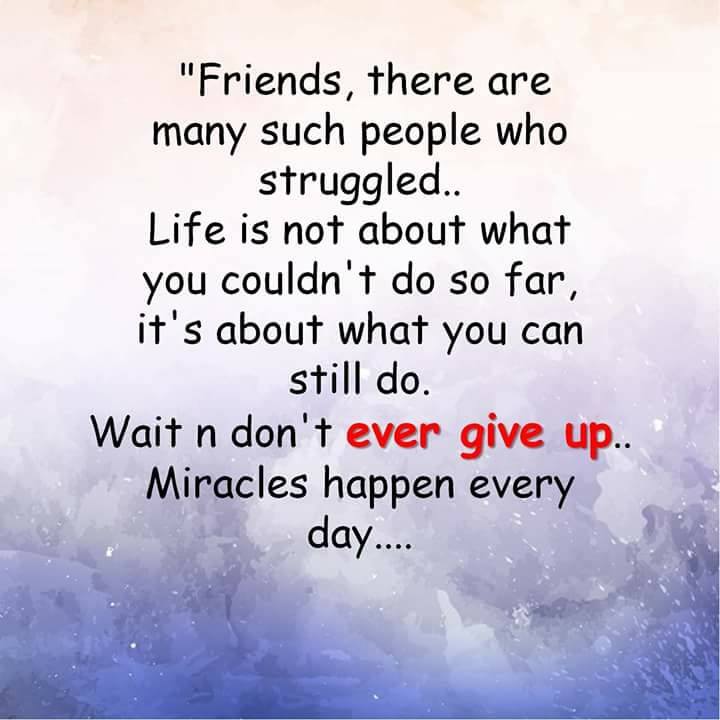 "Friends, there are
many such people who
struggled..
Life is not about what
you couldn't do so far,
it's about what you can
still do.
Wait n don't ever give up..
Miracles happen every
day....